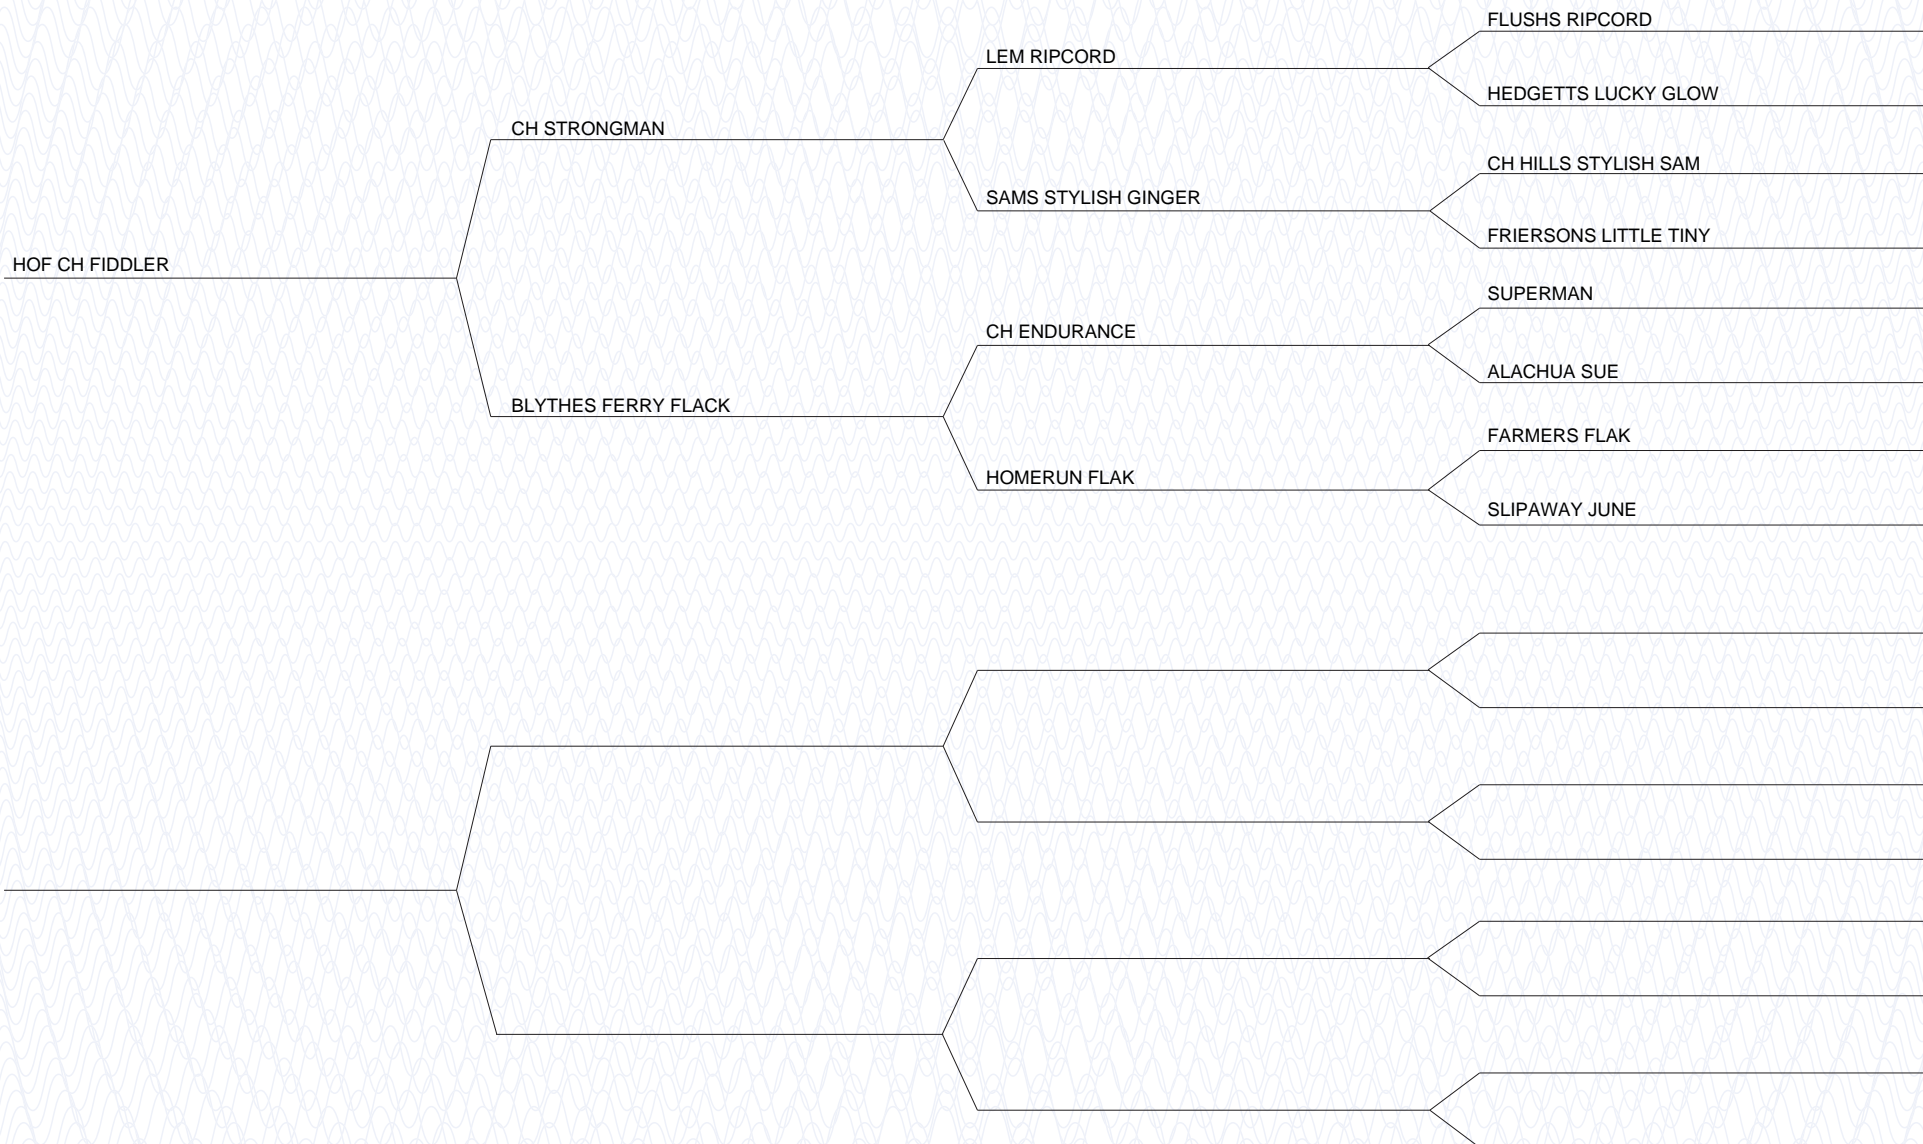 FLUSHS RIPCORD
LEM RIPCORD
HEDGETTS LUCKY GLOW
CH STRONGMAN
CH HILLS STYLISH SAM
SAMS STYLISH GINGER
FRIERSONS LITTLE TINY
HOF CH FIDDLER
SUPERMAN
CH ENDURANCE
ALACHUA SUE
BLYTHES FERRY FLACK
FARMERS FLAK
HOMERUN FLAK
SLIPAWAY JUNE